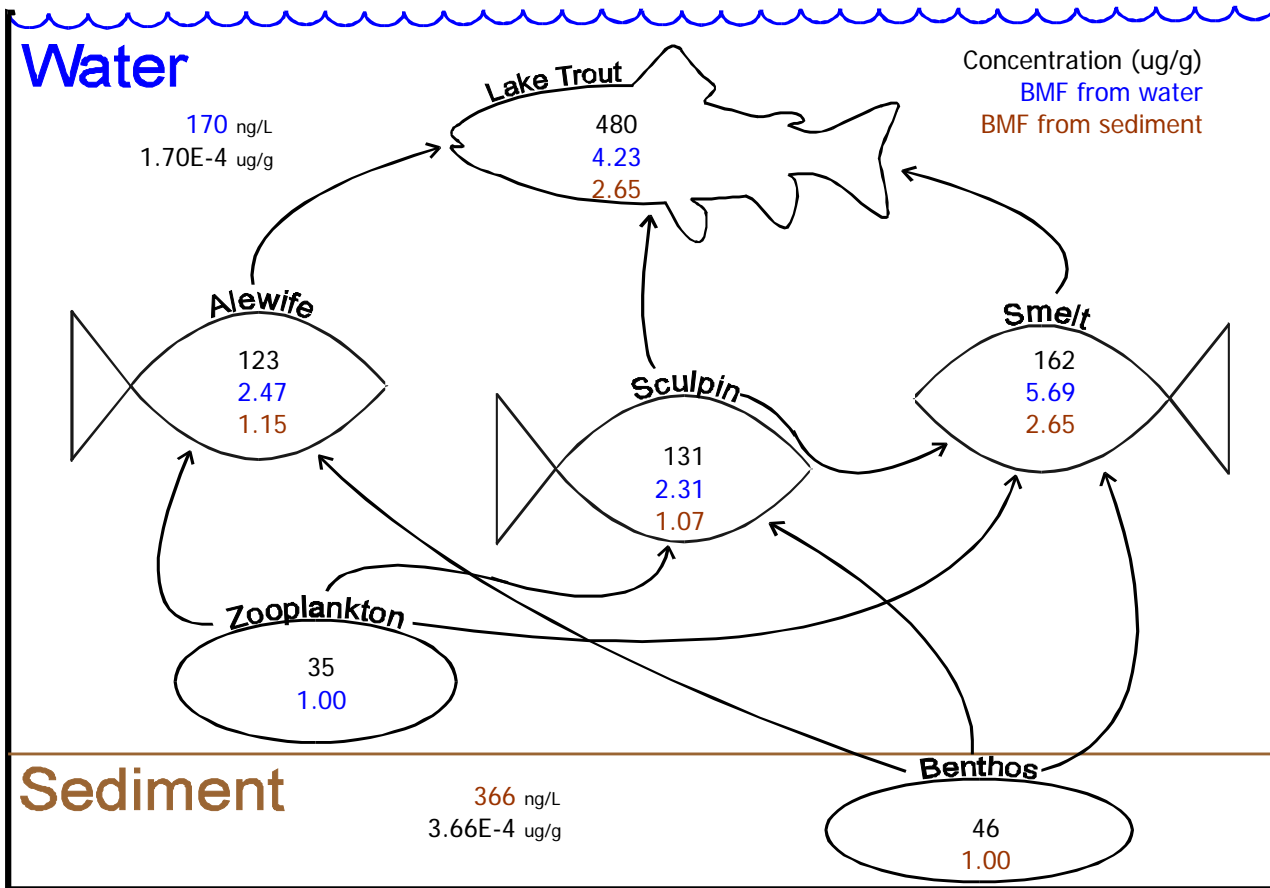 Water
170 ng/L
1.70E-4 ug/g
Concentration (ug/g)
BMF from water
BMF from sediment
Lake Trout
480
4.23
2.65
Alewife
123
2.47
1.15
Sculpin
131
2.31
1.07
Smelt
162
5.69
2.65
Zooplankton
35
1.00
Sediment
366 ng/L
3.66E-4 ug/g
Benthos
46
1.00